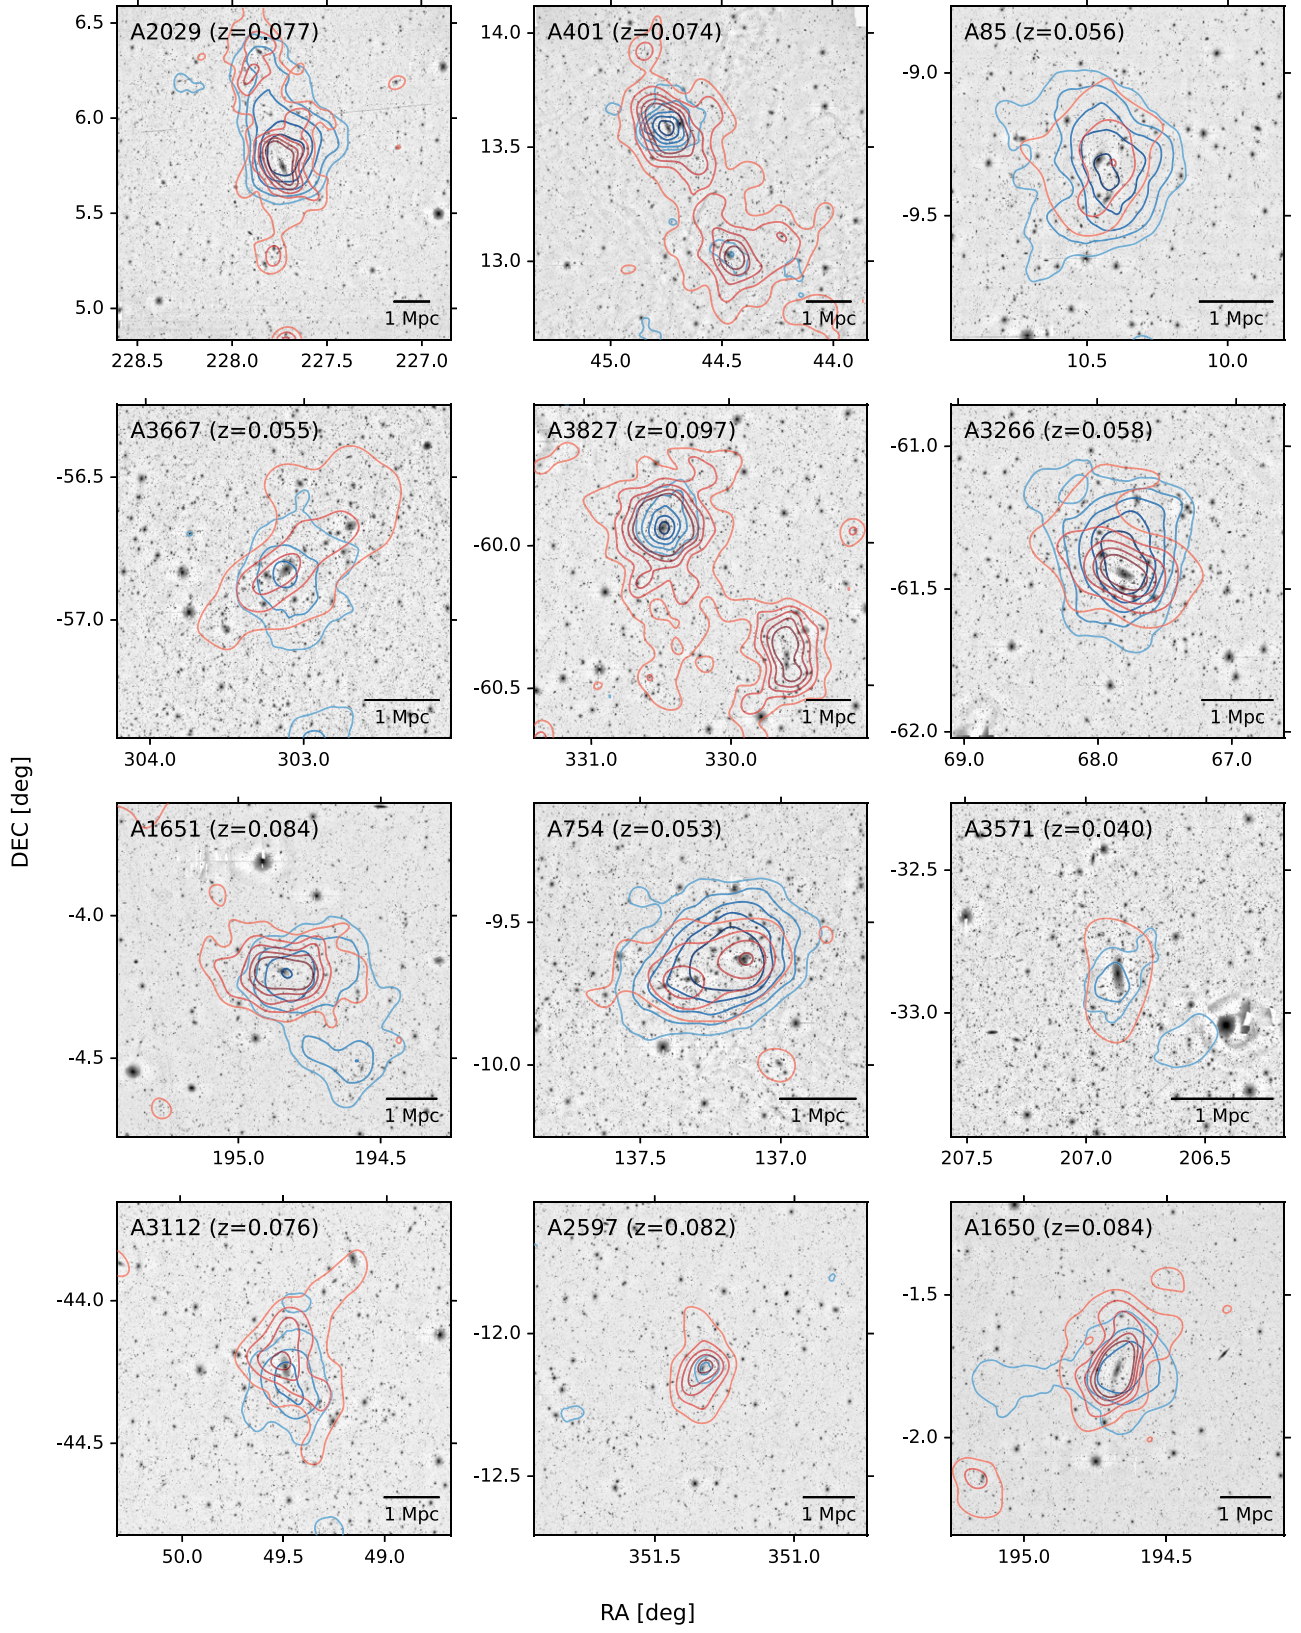 A2029 (z=0.077)
6.5
6.0
5.5
5.0
1 Mpc
228.5 228.0 227.5 227.0
A401 (z=0.074)
14.0
13.5
13.0
1 Mpc
45.0 44.5 44.0
A85 (z=0.056)
-9.0
-9.5
1 Mpc
10.5 10.0
A3667 (z=0.055)
-56.5
-57.0
1 Mpc
304.0 303.0
A3827 (z=0.097)
-60.0
-60.5
1 Mpc
331.0 330.0
A3266 (z=0.058)
-61.0
-61.5
-62.0
1 Mpc
69.0 68.0 67.0
DEC [deg]
A1651 (z=0.084)
-4.0
-4.5
1 Mpc
195.0 194.5
A754 (z=0.053)
-9.5
-10.0
1 Mpc
137.5 137.0
A3571 (z=0.040)
-32.5
-33.0
1 Mpc
207.5 207.0 206.5
A3112 (z=0.076)
-44.0
-44.5
1 Mpc
50.0 49.5 49.0
A2597 (z=0.082)
-12.0
-12.5
1 Mpc
351.5 351.0
A1650 (z=0.084)
-1.5
-2.0
1 Mpc
195.0 194.5
RA [deg]